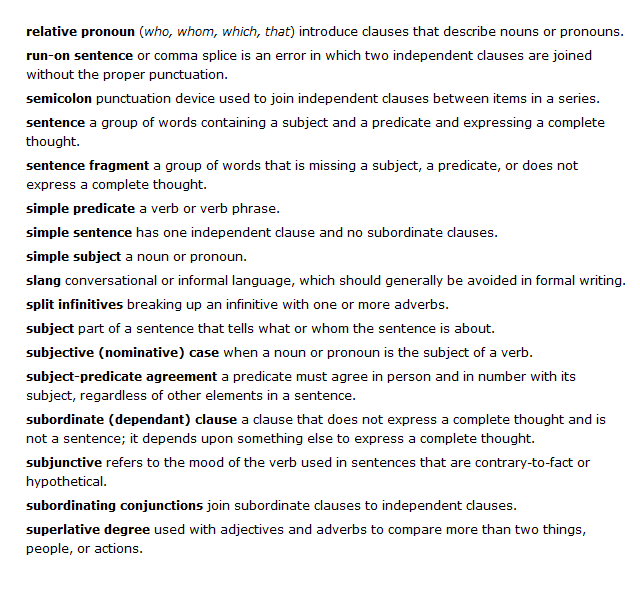 relative pronoun (who, whom, which, that) introduce clauses that describe nouns or pronouns.
run-on sentence or comma splice is an error in which two independent clauses are joined
without the proper punctuation.
semicolon punctuation device used to join independent clauses between items in a series.
sentence a group of words containing a subject and a predicate and expressing a complete
thought.
sentence fragment a group of words that is missing a subject, a predicate, or does not
express a complete thought.
simple predicate a verb or verb phrase.
simple sentence has one independent clause and no subordinate clauses.
simple subject a noun or pronoun.
slang conversational or informal language, which should generally be avoided in formal writing.
split infinitives breaking up an infinitive with one or more adverbs.
subject part of a sentence that tells what or whom the sentence is about.
subjective (nominative) case when a noun or pronoun is the subject of a verb.
subject-predicate agreement a predicate must agree in person and in number with its
subject, regardless of other elements in a sentence.
subordinate (dependant) clause a clause that does not express a complete thought and is
not a sentence; it depends upon something else to express a complete thought.
subjunctive refers to the mood of the verb used in sentences that are contrary-to-fact or
hypothetical.
subordinating conjunctions join subordinate clauses to independent clauses.
superlative degree used with adjectives and adverbs to compare more than two things,
people, or actions.